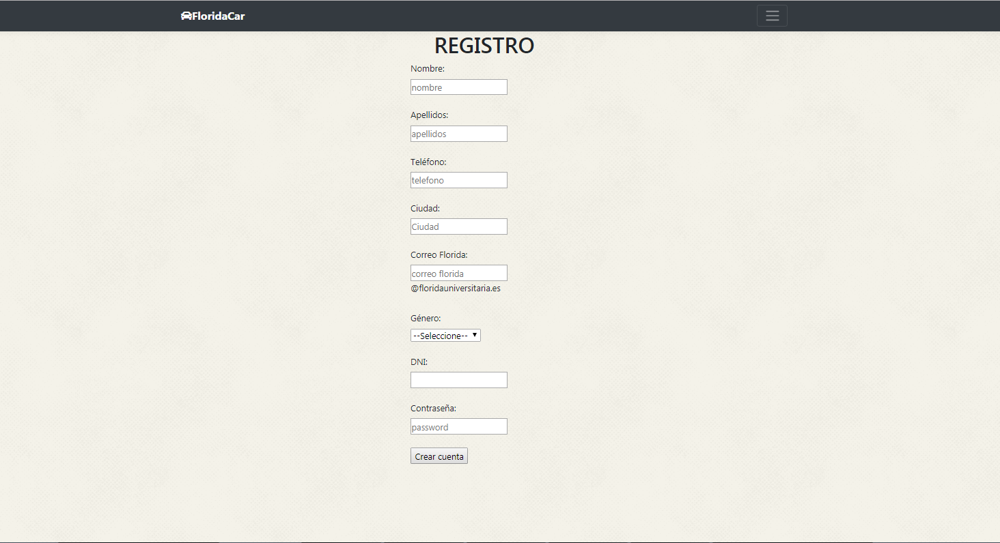 FloridaCar
REGISTRO
Nombre:
nombre
Apellidos:
apellidos
Teléfono:
telefono
Ciudad:
Ciudad
Correo Florida:
correo florida
@floridauniversitaria.es
Género:
--Seleccione--
DNI:
Contraseña:
password
Crear cuenta